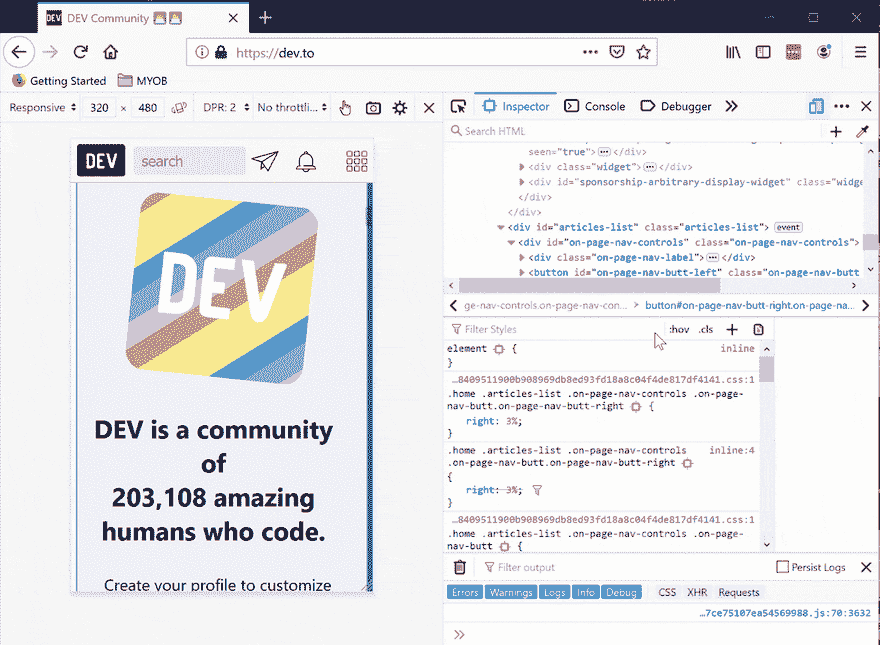 DEV DEV Community
https://dev.to
Getting Started MYOB
Responsive 320 × 480 DPR: 2 No throttli...
DEV search
DEV
DEV is a community
of
203,108 amazing
humans who code.
Create your profile to customize
Inspector Console Debugger
Search HTML
seen="true"> </div>
<div class="widget"> </div>
<div id="sponsorship-arbitrary-display-widget" class="widge
</div>
</div>
<div id="articles-list" class="articles-list"> event
<div id="on-page-nav-controls" class="on-page-nav-controls">
<div class="on-page-nav-label"> </div>
<button id="on-page-nav-butt-left" class="on-page-nav-butt
ge-nav-controls.on-page-nav-con... > button#on-page-nav-butt-right.on-page-na...
Filter Styles :hov .cls +
element { inline
}
...8409511900b908969db8ed93fd18a8c04f4de817df4141.css:1
.home .articles-list .on-page-nav-controls .on-page-
nav-butt.on-page-nav-butt-right {
right: 3%;
}
.home .articles-list .on-page-nav-controls inline:4
.on-page-nav-butt.on-page-nav-butt-right
{
right: 3%;
}
...8409511900b908969db8ed93fd18a8c04f4de817df4141.css:1
.home .articles-list .on-page-nav-controls .on-page-
nav-butt {
Filter output Persist Logs
Errors Warnings Logs Info Debug CSS XHR Requests
...7ce75107ea54569988.js:70:3632
>>